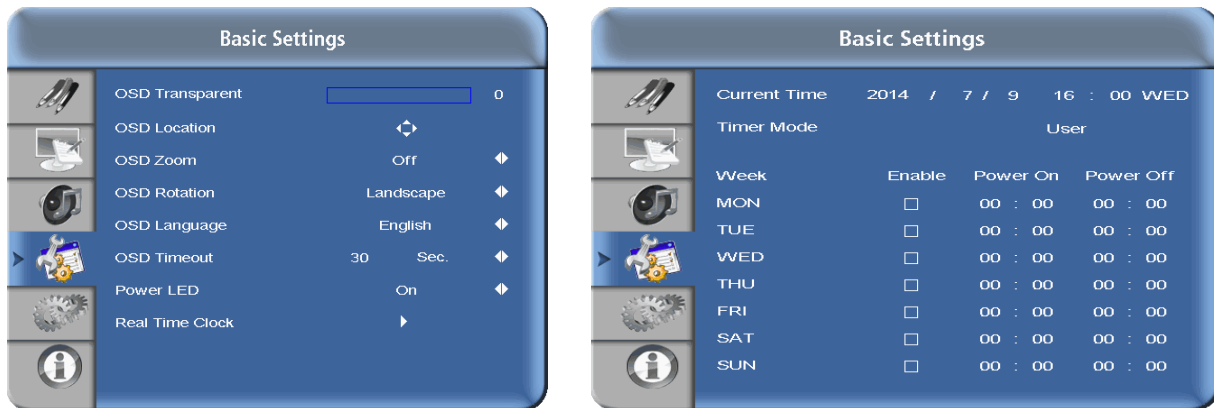 Basic Settings
OSD Transparent 0
OSD Location
OSD Zoom Off
OSD Rotation Landscape
OSD Language English
OSD Timeout 30 Sec.
Power LED On
Real Time Clock
Basic Settings
Current Time 2014 / 7 / 9 16 : 00 WED
Timer Mode User
Week Enable Power On Power Off
MON 00 : 00 00 : 00
TUE 00 : 00 00 : 00
WED 00 : 00 00 : 00
THU 00 : 00 00 : 00
FRI 00 : 00 00 : 00
SAT 00 : 00 00 : 00
SUN 00 : 00 00 : 00